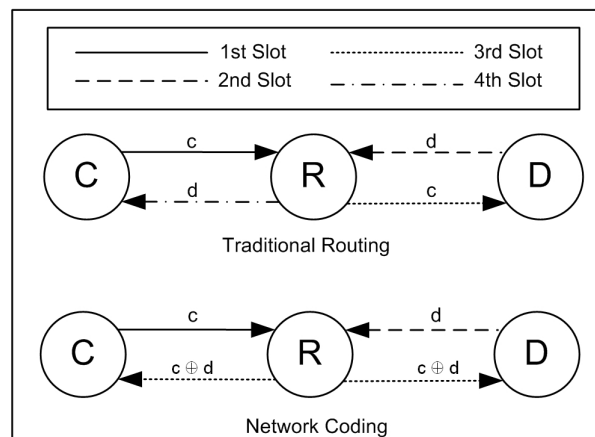 1st Slot 3rd Slot
2nd Slot 4th Slot
c d
C R D
d c
Traditional Routing
c d
C R D
c ⊕ d c ⊕ d
Network Coding